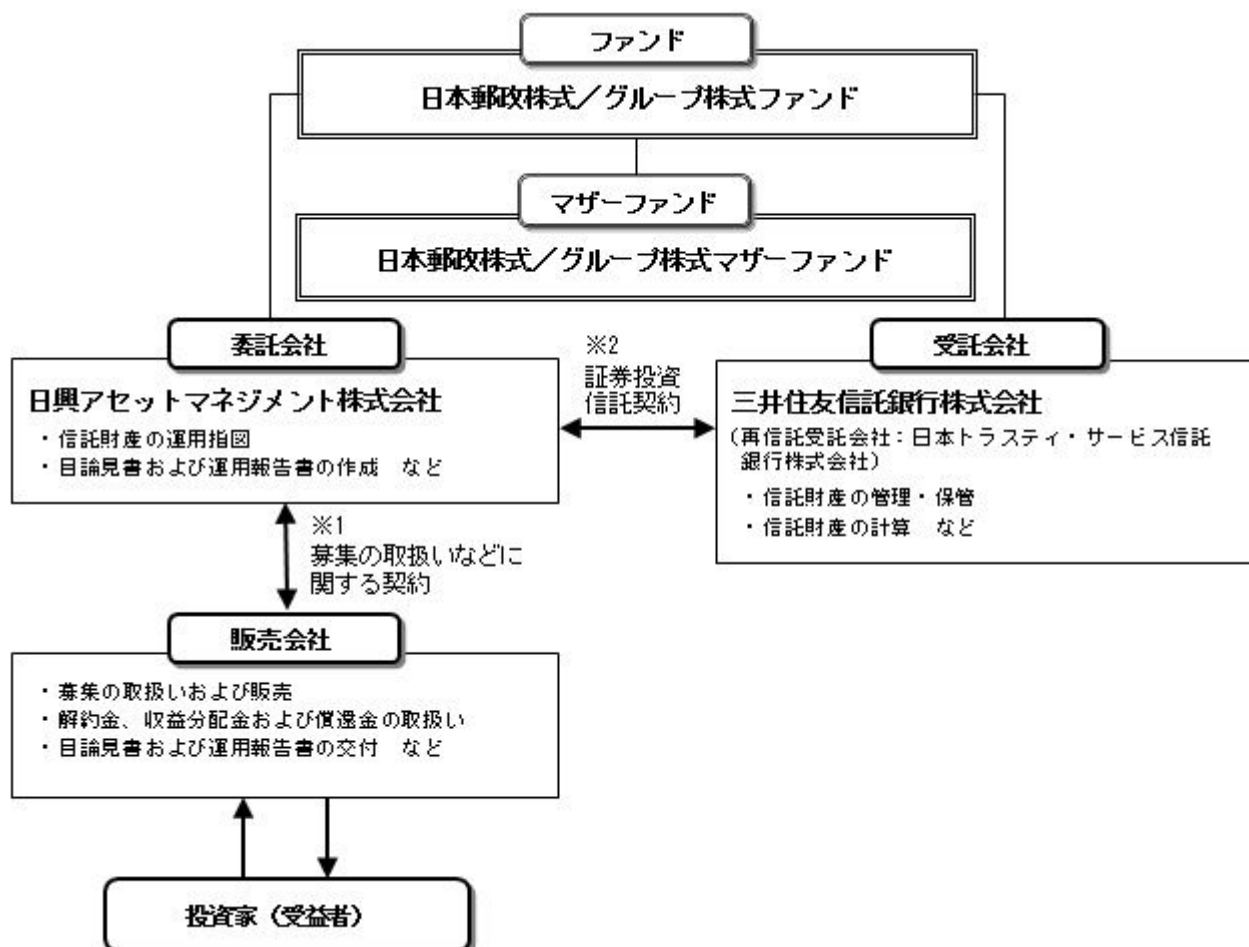 ファンド
日本郵政株式／グループ株式ファンド
マザーファンド
日本郵政株式／グループ株式マザーファンド
委託会社
日興アセットマネジメント株式会社
・信託財産の運用指図
・目論見書および運用報告書の作成　など
※2
証券投資
信託契約
受託会社
三井住友信託銀行株式会社
（再信託受託会社：日本トラスティ・サービス信託
銀行株式会社）
・信託財産の管理・保管
・信託財産の計算　など
※1
募集の取扱いなどに
関する契約
販売会社
・募集の取扱いおよび販売
・解約金、収益分配金および償還金の取扱い
・目論見書および運用報告書の交付　など
投資家（受益者）